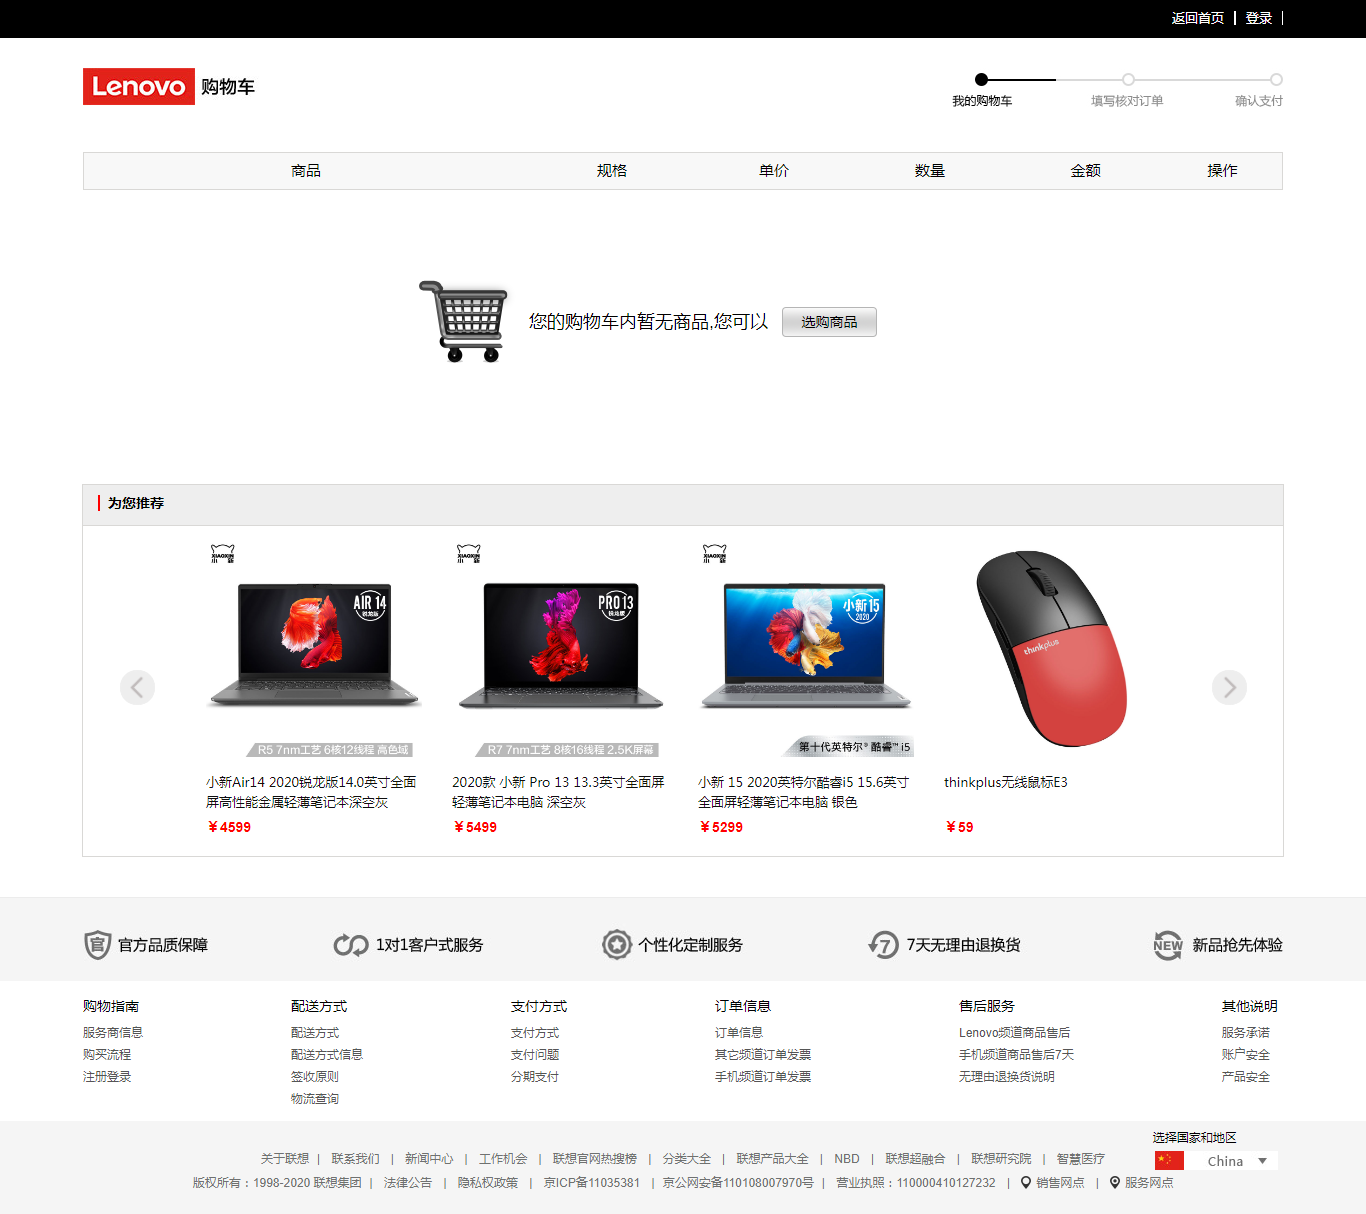 返回首页 | 登录 |
Lenovo 购物车
我的购物车 填写核对订单 确认支付
商品 规格 单价 数量 金额 操作
您的购物车内暂无商品,您可以 选购商品
为您推荐
XIAOXIN 小新 XIAOXIN 小新 XIAOXIN 小新
AIR 14 锐龙版 PRO 13 锐龙版 小新 15 2020
thinkplus
R5 7nm工艺 6核12线程 高色域 R7 7nm工艺 8核16线程 2.5K屏幕 第十代英特尔® 酷睿™ i5
小新Air14 2020锐龙版14.0英寸全面 2020款 小新 Pro 13 13.3英寸全面屏 小新 15 2020英特尔酷睿i5 15.6英寸 thinkplus无线鼠标E3
屏高性能金属轻薄笔记本深空灰 轻薄笔记本电脑 深空灰 全面屏轻薄笔记本电脑 银色
￥4599 ￥5499 ￥5299 ￥59
官 官方品质保障 1对1客户式服务 个性化定制服务 7 7天无理由退换货 NEW 新品抢先体验
购物指南 配送方式 支付方式 订单信息 售后服务 其他说明
服务商信息 配送方式 支付方式 订单信息 Lenovo频道商品售后 服务承诺
购买流程 配送方式信息 支付问题 其它频道订单发票 手机频道商品售后7天 账户安全
注册登录 签收原则 分期支付 手机频道订单发票 无理由退换货说明 产品安全
物流查询
选择国家和地区
China
关于联想 | 联系我们 | 新闻中心 | 工作机会 | 联想官网热搜榜 | 分类大全 | 联想产品大全 | NBD | 联想超融合 | 联想研究院 | 智慧医疗
版权所有：1998-2020 联想集团 | 法律公告 | 隐私权政策 | 京ICP备11035381 | 京公网安备110108007970号 | 营业执照：110000410127232 | 销售网点 | 服务网点